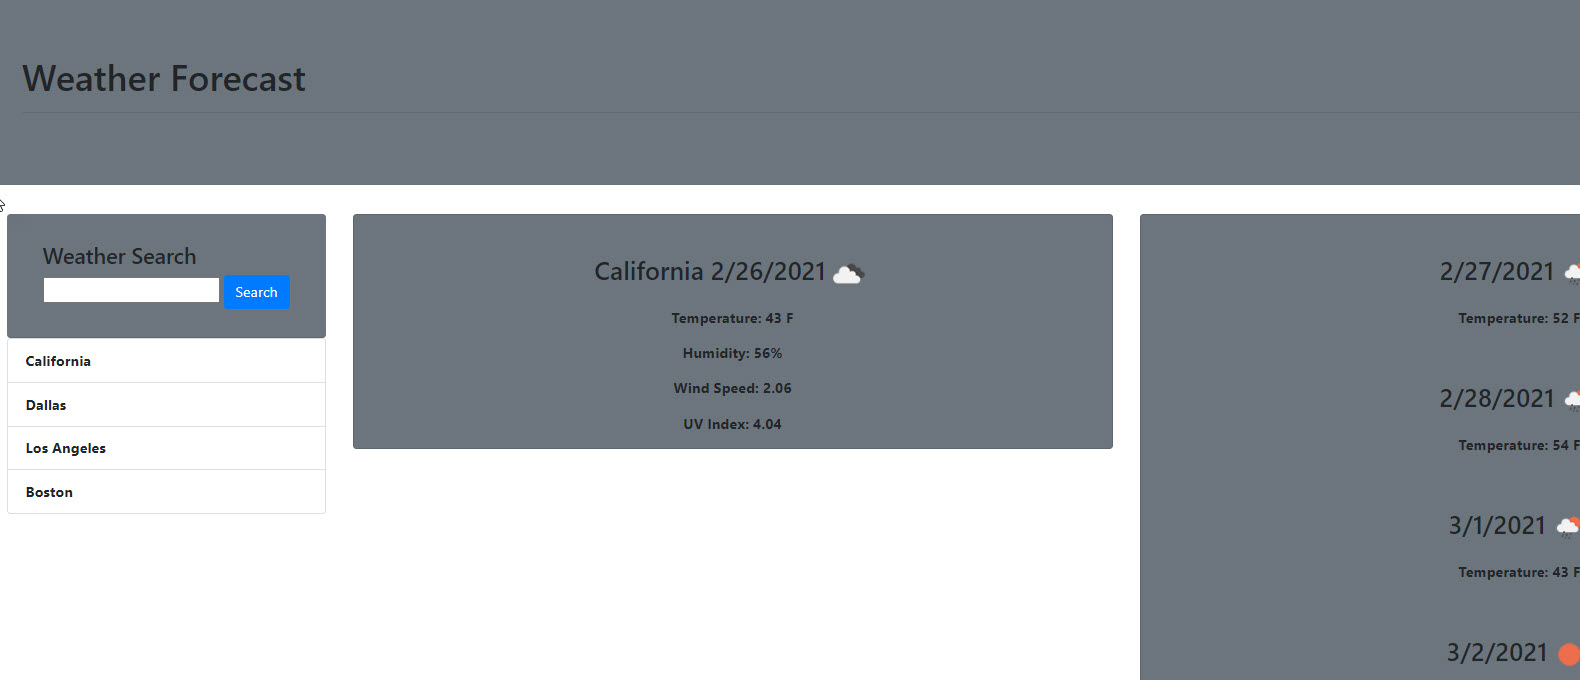 Weather Forecast
Weather Search
Search
California
Dallas
Los Angeles
Boston
California 2/26/2021
Temperature: 43 F
Humidity: 56%
Wind Speed: 2.06
UV Index: 4.04
2/27/2021
Temperature: 52 F
2/28/2021
Temperature: 54 F
3/1/2021
Temperature: 43 F
3/2/2021